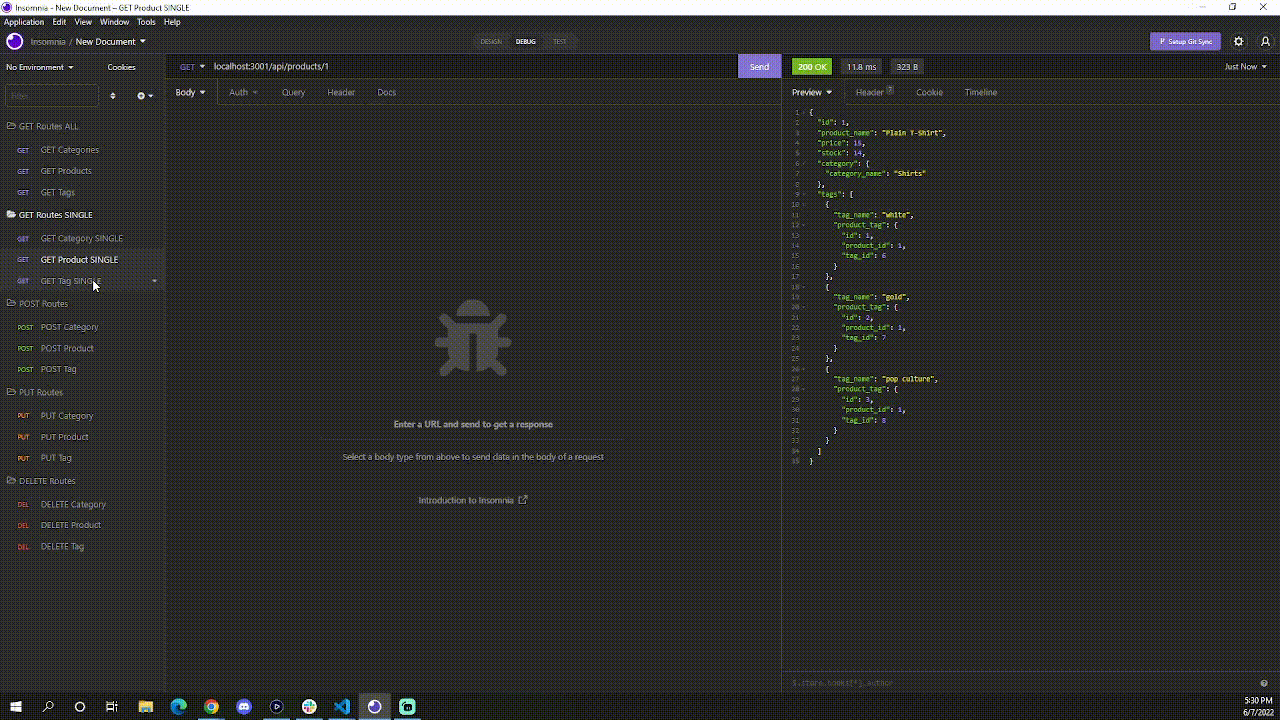 Insomnia - New Document – GET Product SINGLE
Application Edit View Window Tools Help
Insomnia / New Document
DESIGN DEBUG TEST
Setup Git Sync
No Environment Cookies
GET localhost:3001/api/products/1 Send
200 OK 11.8 ms 323 B Just Now
Filter
Body Auth Query Header Docs
Preview Header 7 Cookie Timeline
GET Routes ALL
GET GET Categories
GET GET Products
GET GET Tags
GET Routes SINGLE
GET GET Category SINGLE
GET GET Product SINGLE
GET GET Tag SINGLE
POST Routes
POST POST Category
POST POST Product
POST POST Tag
PUT Routes
PUT PUT Category
PUT PUT Product
PUT PUT Tag
DELETE Routes
DEL DELETE Category
DEL DELETE Product
DEL DELETE Tag
Enter a URL and send to get a response
Select a body type from above to send data in the body of a request
Introduction to Insomnia
1 {
2 "id": 1,
3 "product_name": "Plain T-Shirt",
4 "price": 15,
5 "stock": 14,
6 "category": {
7 "category_name": "Shirts"
8 },
9 "tags": [
10 {
11 "tag_name": "white",
12 "product_tag": {
13 "id": 1,
14 "product_id": 1,
15 "tag_id": 6
16 }
17 },
18 {
19 "tag_name": "gold",
20 "product_tag": {
21 "id": 2,
22 "product_id": 1,
23 "tag_id": 7
24 }
25 },
26 {
27 "tag_name": "pop culture",
28 "product_tag": {
29 "id": 3,
30 "product_id": 1,
31 "tag_id": 8
32 }
33 }
34 ]
35 }
$.store.books[*].author
5:30 PM
6/7/2022